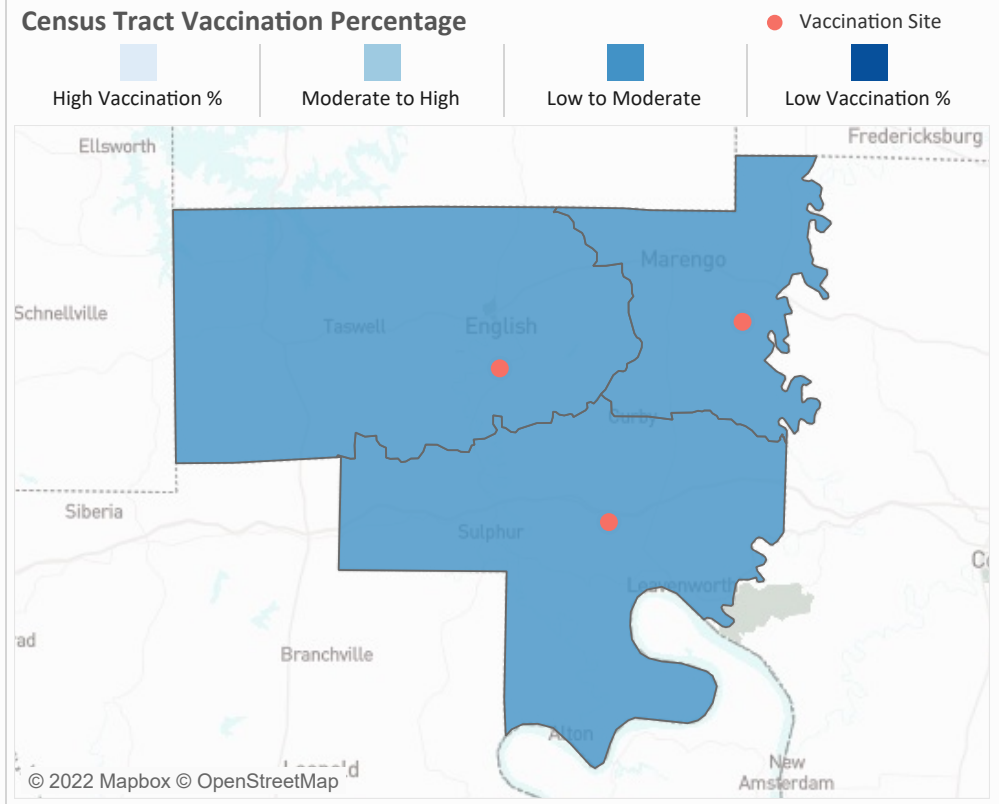 Census Tract Vaccination Percentage
Vaccination Site
High Vaccination %
Moderate to High
Low to Moderate
Low Vaccination %
Fredericksburg
Ellsworth
Marengo
Schnellville
Taswell
English
Curby
Siberia
Sulphur
Leavenworth
Branchville
Alton
New
Amsterdam
© 2022 Mapbox © OpenStreetMap